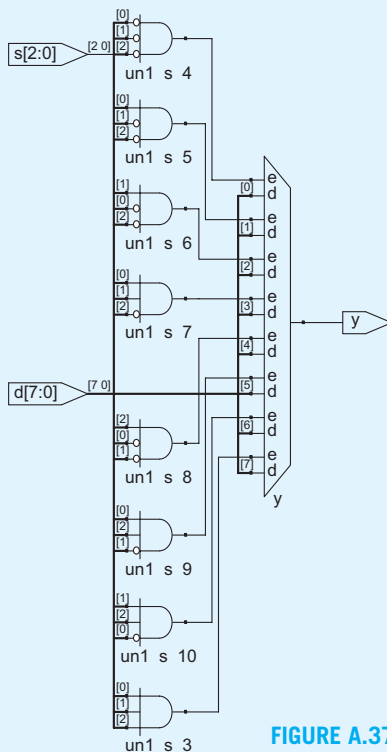 [0]
[1]
s[2:0]
[2 0]
[2]
un1 s 4
[0]
[1]
[2]
un1 s 5
[1]
[0]
[2]
un1 s 6
[0]
[1]
[2]
un1 s 7
e
[0]
d
e
[1]
d
e
[2]
d
e
[3]
d
e
[4]
d
e
[5]
d
e
[6]
d
e
[7]
d
y
y
d[7:0]
[7 0]
[2]
[0]
[1]
un1 s 8
[0]
[2]
[1]
un1 s 9
[1]
[2]
[0]
un1 s 10
[0]
[1]
[2]
un1 s 3
FIGURE A.37